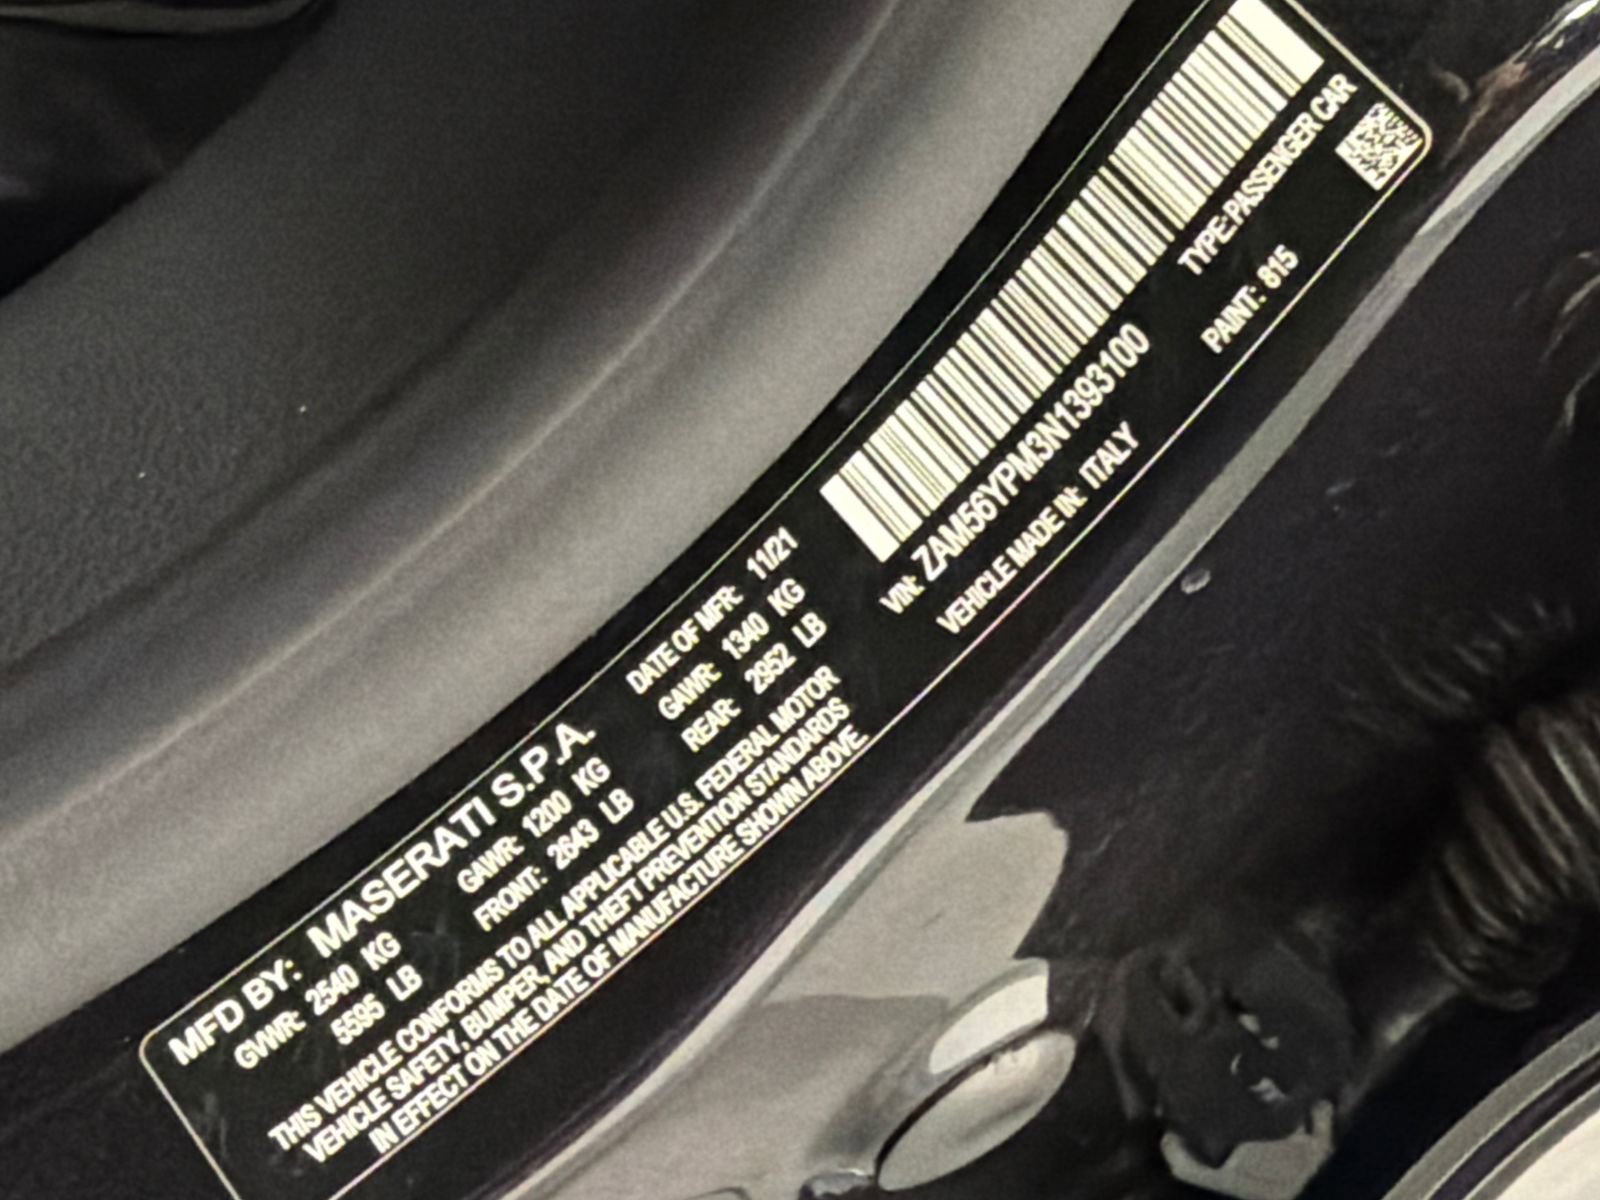 MFD BY: MASERATI S.P.A. DATE OF MFR: 11/21
GVWR: 2540 KG GAWR: 1200 KG GAWR: 1340 KG
5595 LB FRONT: 2643 LB REAR: 2952 LB
THIS VEHICLE CONFORMS TO ALL APPLICABLE U.S. FEDERAL MOTOR
VEHICLE SAFETY, BUMPER, AND THEFT PREVENTION STANDARDS
IN EFFECT ON THE DATE OF MANUFACTURE SHOWN ABOVE.
VIN: ZAM56YPM3N1393100 TYPE: PASSENGER CAR
VEHICLE MADE IN: ITALY PAINT: 815